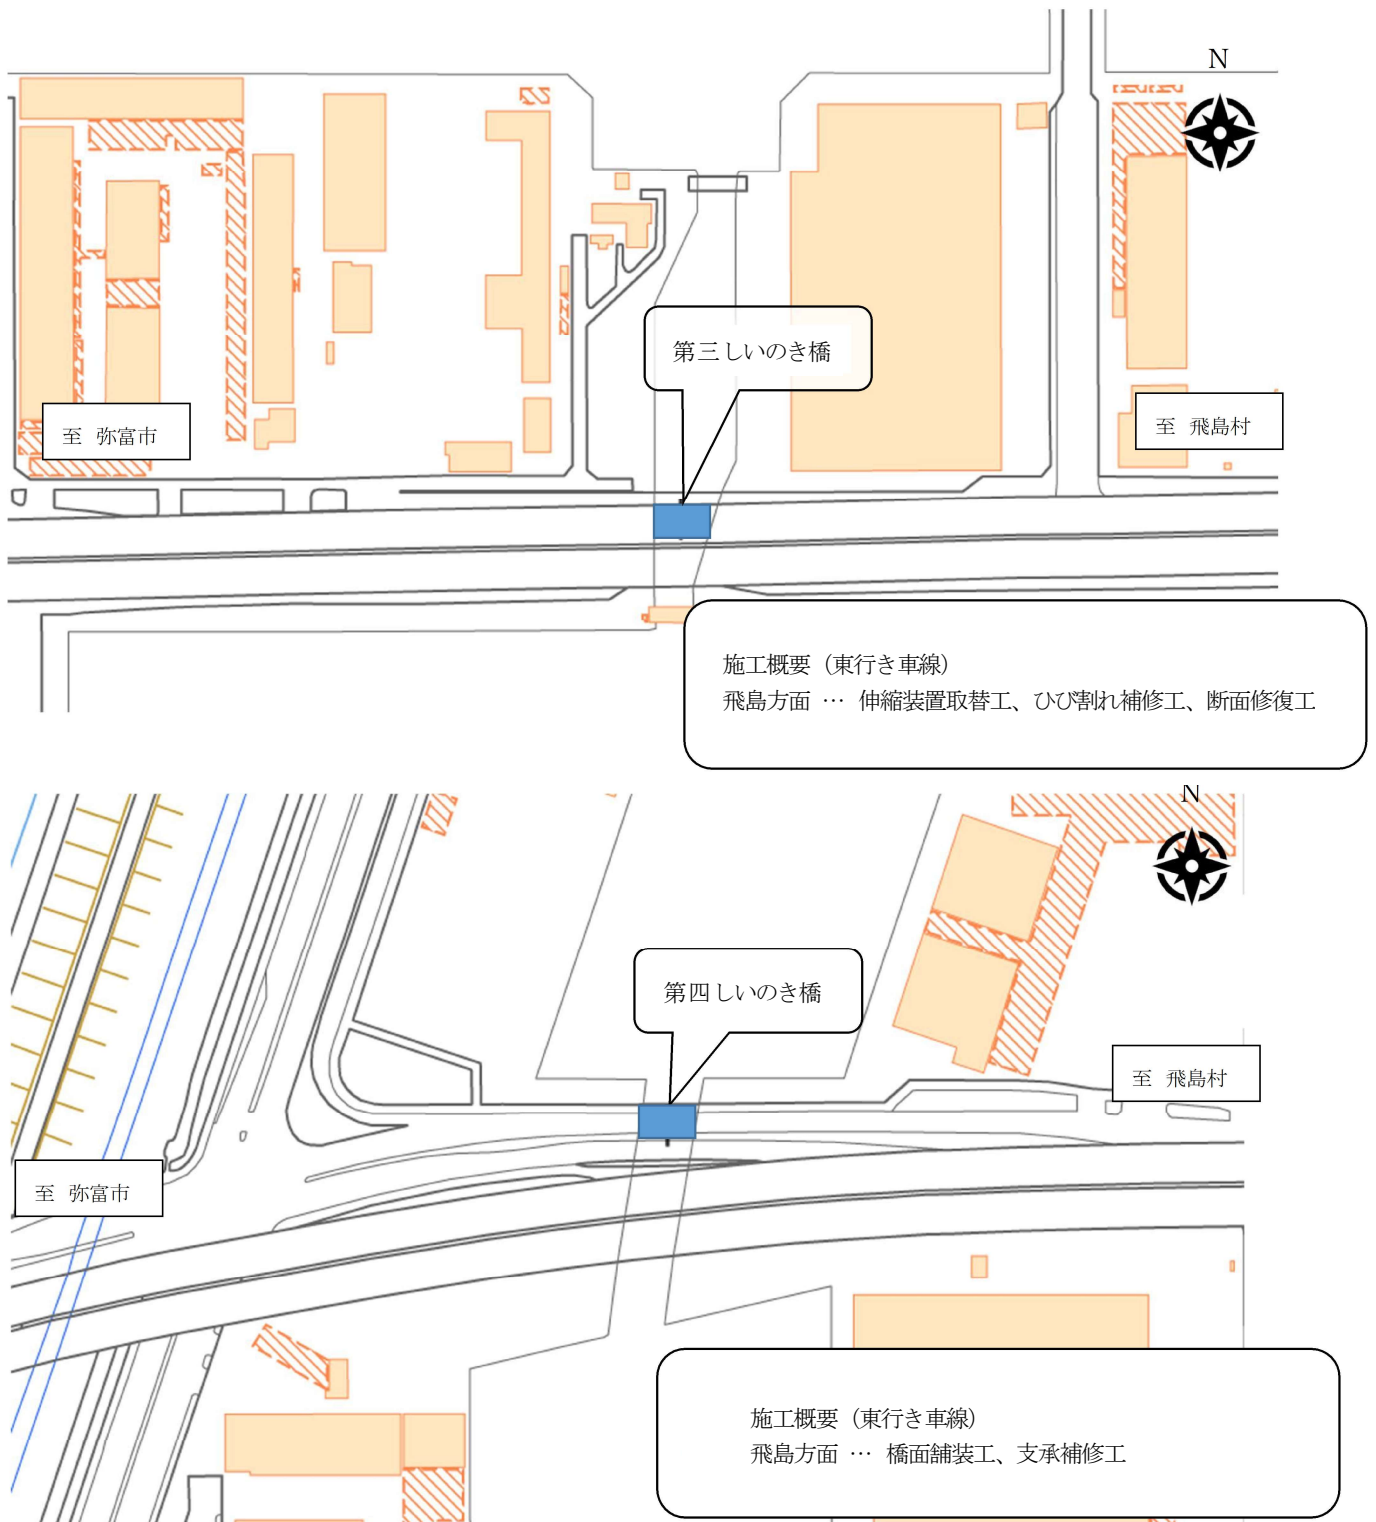 N
第三しいのき橋
至 弥富市
至 飛島村
施工概要（東行き車線）
飛島方面 … 伸縮装置取替工、ひび割れ補修工、断面修復工
N
第四しいのき橋
至 飛島村
至 弥富市
施工概要（東行き車線）
飛島方面 … 橋面舗装工、支承補修工